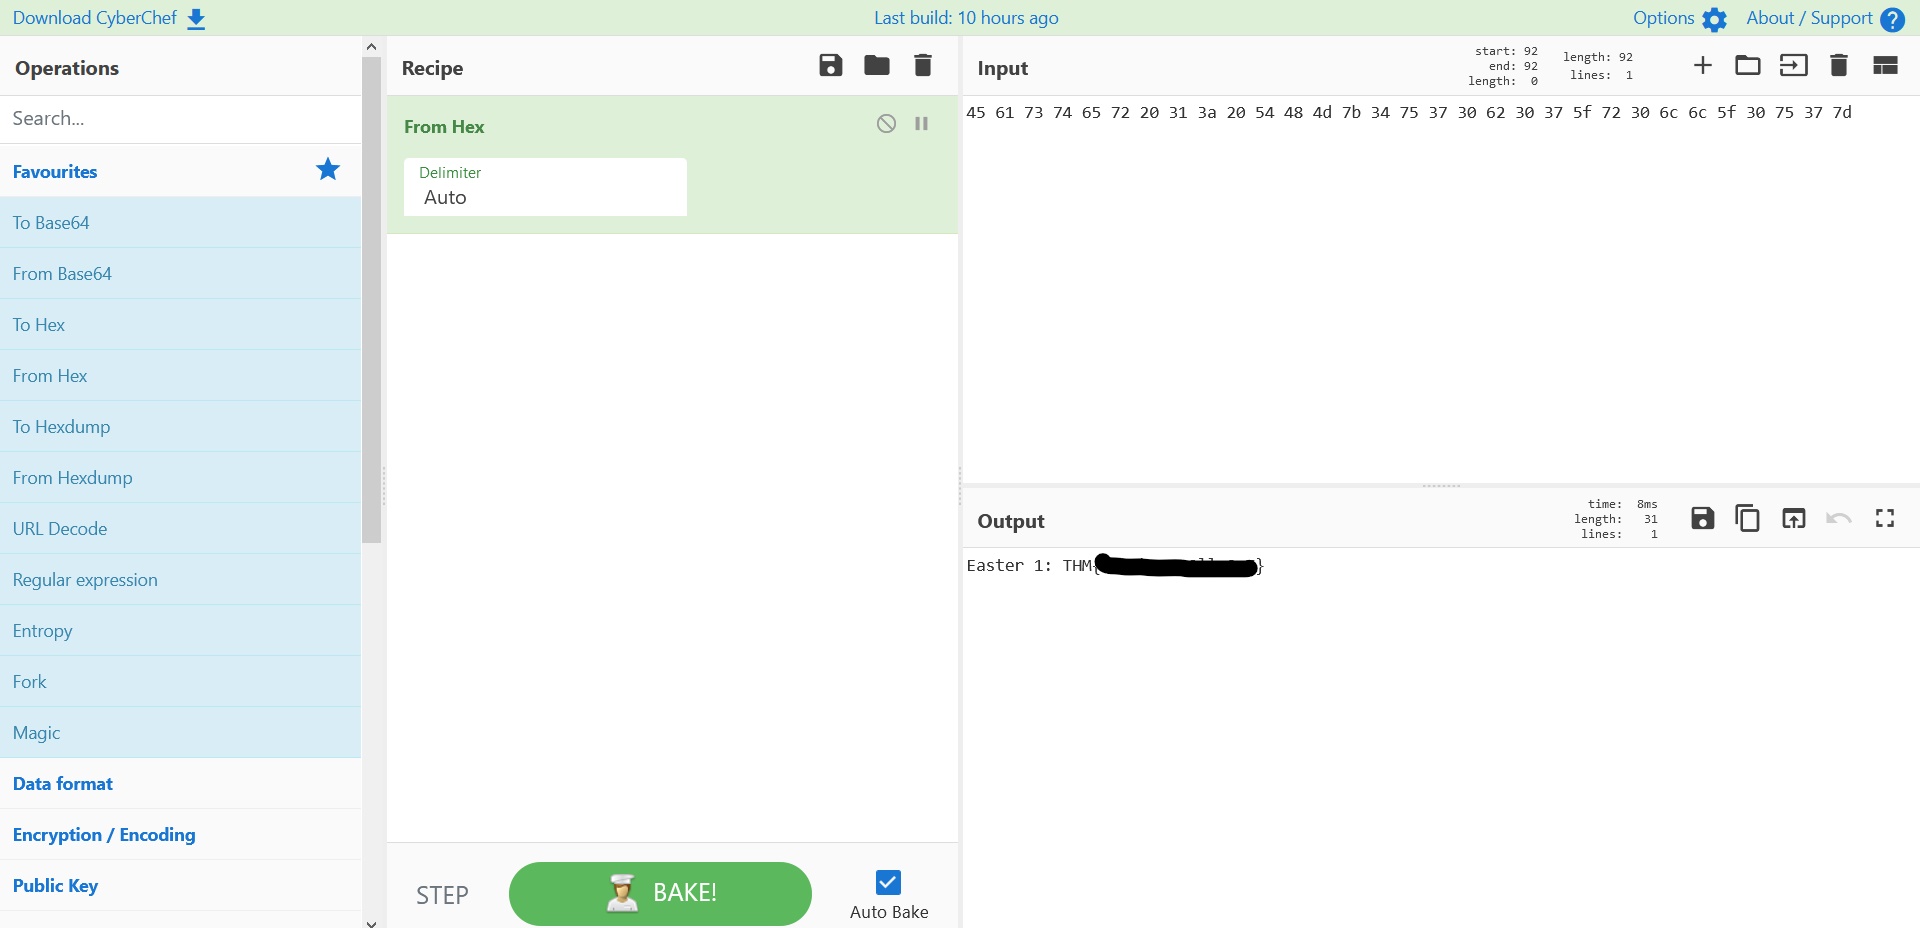 Download CyberChef
Last build: 10 hours ago
Options
About / Support
Operations
Search...
Favourites
To Base64
From Base64
To Hex
From Hex
To Hexdump
From Hexdump
URL Decode
Regular expression
Entropy
Fork
Magic
Data format
Encryption / Encoding
Public Key
Recipe
From Hex
Delimiter
Auto
STEP
BAKE!
Auto Bake
Input
start: 92
end: 92
length: 0
length: 92
lines: 1
45 61 73 74 65 72 20 31 3a 20 54 48 4d 7b 34 75 37 30 62 30 37 5f 72 30 6c 6c 5f 30 75 37 7d
Output
time: 8ms
length: 31
lines: 1
Easter 1: THM{ }